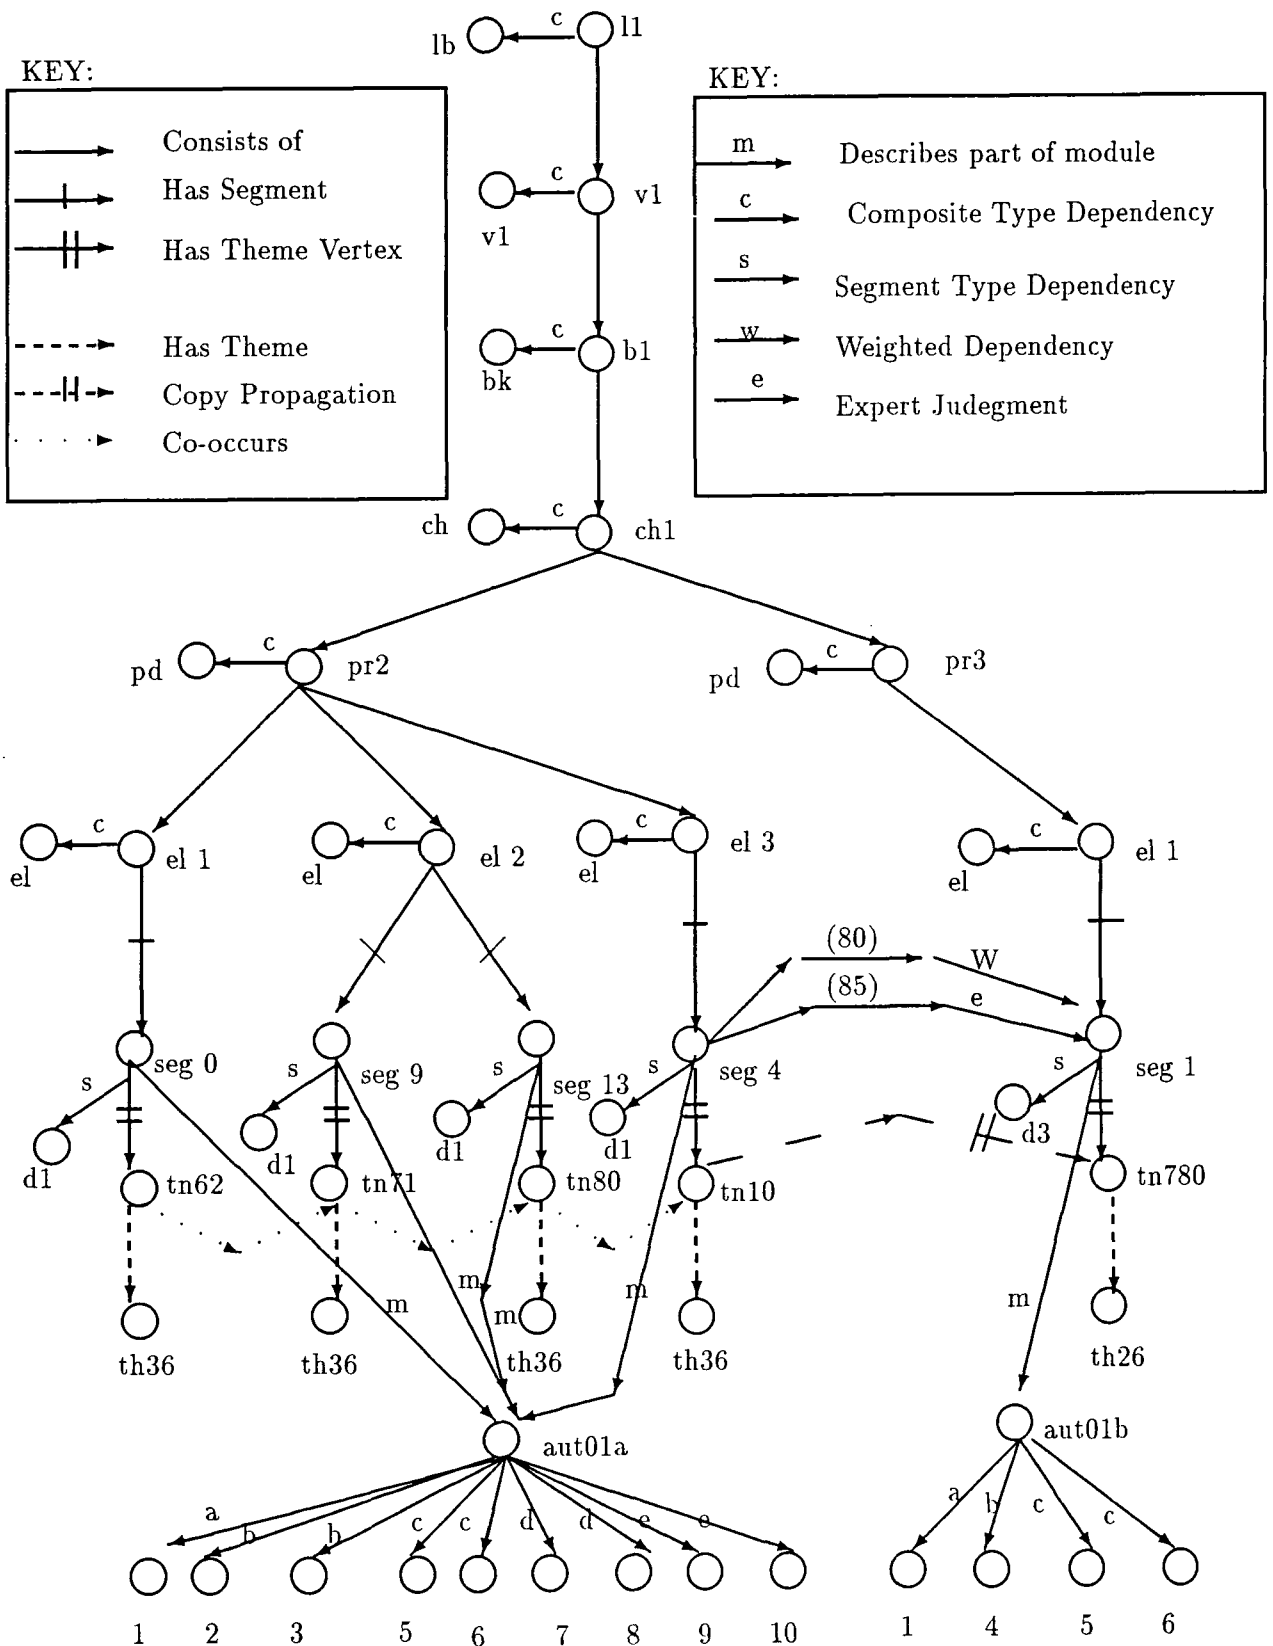 c
lb
l1
KEY:
Consists of
Has Segment
Has Theme Vertex
Has Theme
Copy Propagation
Co-occurs
KEY:
m
Describes part of module
c
Composite Type Dependency
s
Segment Type Dependency
w
Weighted Dependency
e
Expert Judegment
c
v1
v1
c
bk
b1
ch
c
ch1
pd
c
pr2
pd
c
pr3
c
el
el 1
c
el
el 2
c
el
el 3
c
el
el 1
(80)
W
(85)
e
s
seg 0
s
seg 9
s
seg 13
s
seg 4
s
seg 1
d1
d1
d1
d1
d3
tn62
tn71
tn80
tn10
tn780
m
m
m
m
m
th36
th36
th36
th36
th26
aut01a
aut01b
a
b
b
c
c
d
d
e
e
a
b
c
c
1 2 3 5 6 7 8 9 10 1 4 5 6